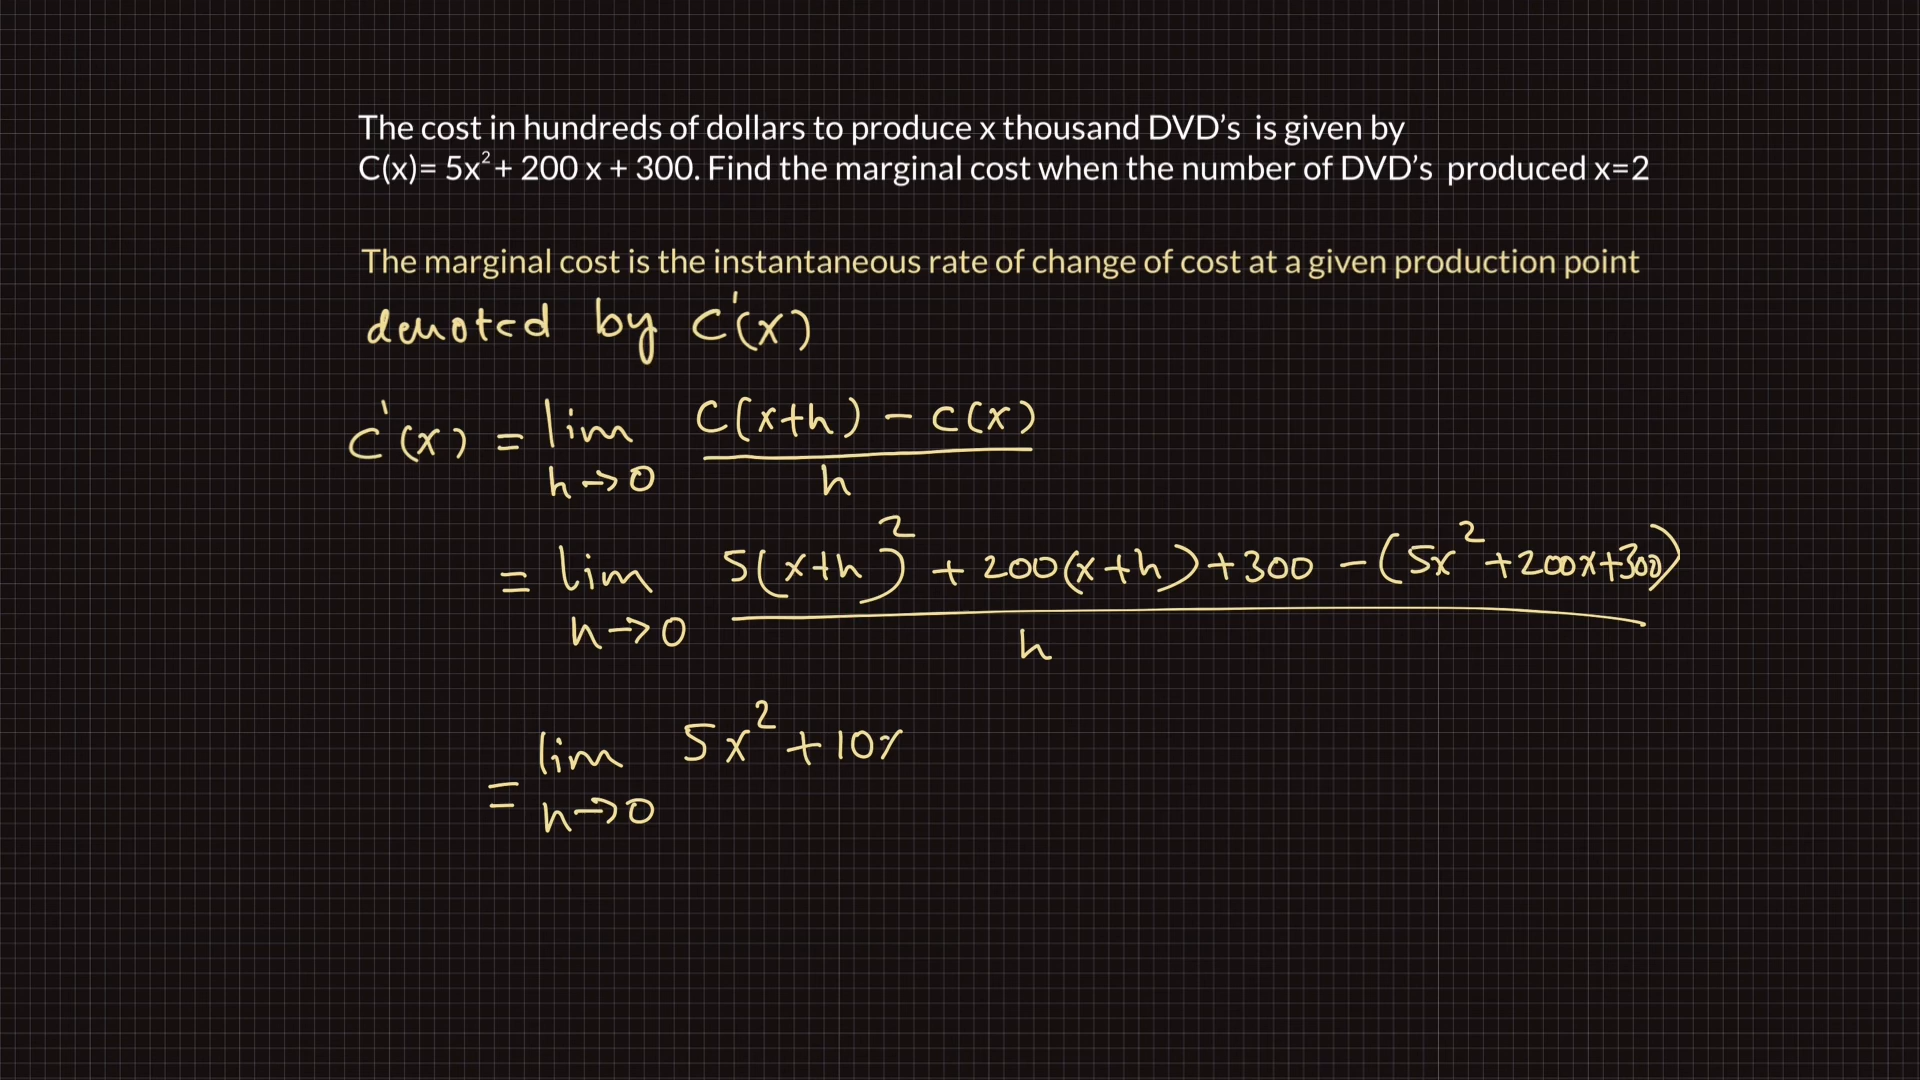 The cost in hundreds of dollars to produce x thousand DVD’s is given by
C(x)= 5x²+ 200 x + 300. Find the marginal cost when the number of DVD’s produced x=2
The marginal cost is the instantaneous rate of change of cost at a given production point
denoted by C'(x)
C'(x) = lim C(x+h) - C(x)
h→0 h
= lim 5(x+h)² + 200(x+h)+300 -(5x²+200x+300)
h→0 h
= lim 5x²+10x
h→0